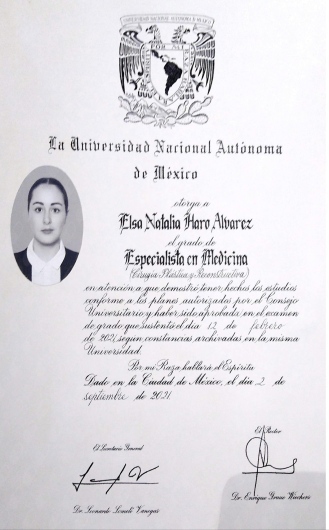 UNIVERSIDAD NACIONAL AUTÓNOMA DE MÉXICO
La Universidad Nacional Autónoma
de México
otorga a
Elsa Natalia Haro Alvarez
el grado de
Especialista en Medicina
(Cirugía Plástica y Reconstructiva)
en atención a que demostró tener hechos los estudios
conforme a los planes autorizados por el Consejo
Universitario y haber sido aprobada en el examen
de grado que sustentó el día 12 de febrero
de 2021 según constancias archivadas en la misma
Universidad.
Por mi Raza hablará el Espíritu
Dado en la Ciudad de México, el día 2 de
septiembre de 2021
El Secretario General
El Rector
Dr. Leonardo Lomelí Vanegas
Dr. Enrique Graue Wiechers